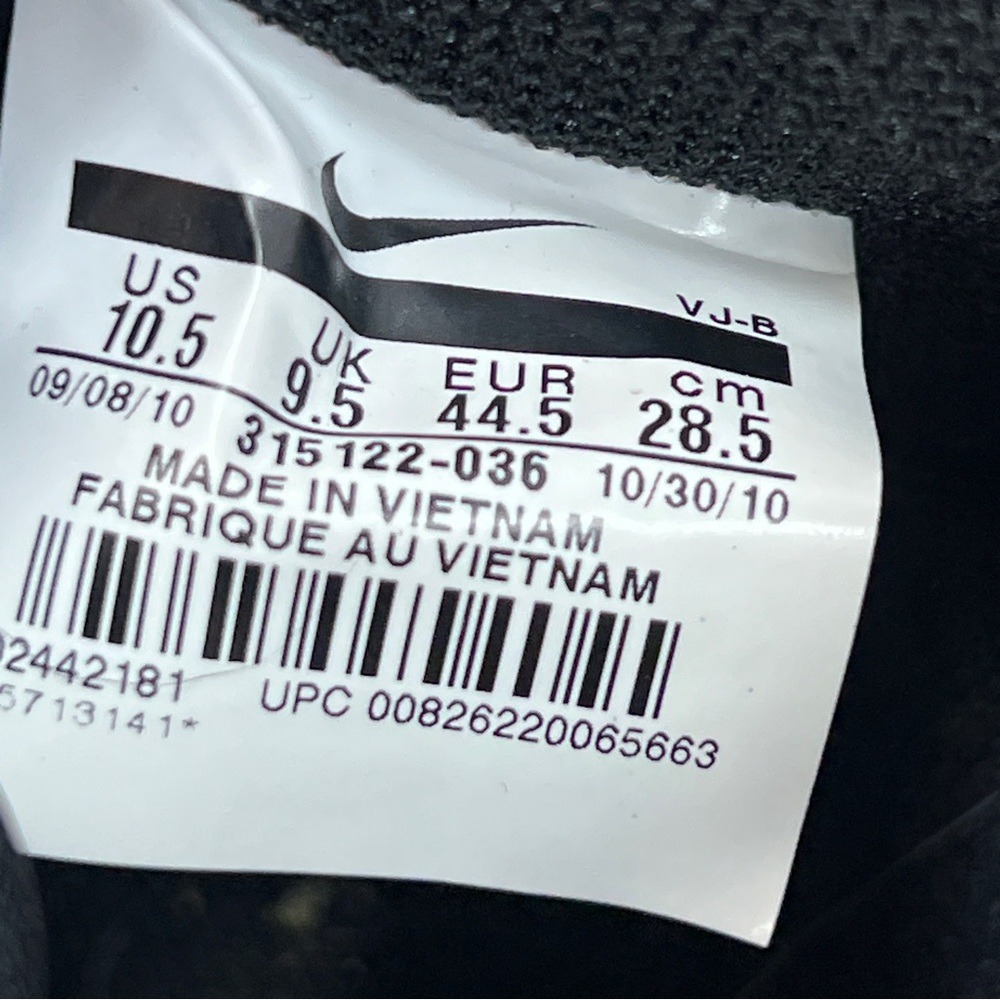 VJ-B
US UK EUR cm
10.5 9.5 44.5 28.5
09/08/10 315122-036 10/30/10
MADE IN VIETNAM
FABRIQUE AU VIETNAM
2442181 UPC 00826220065663
5713141*